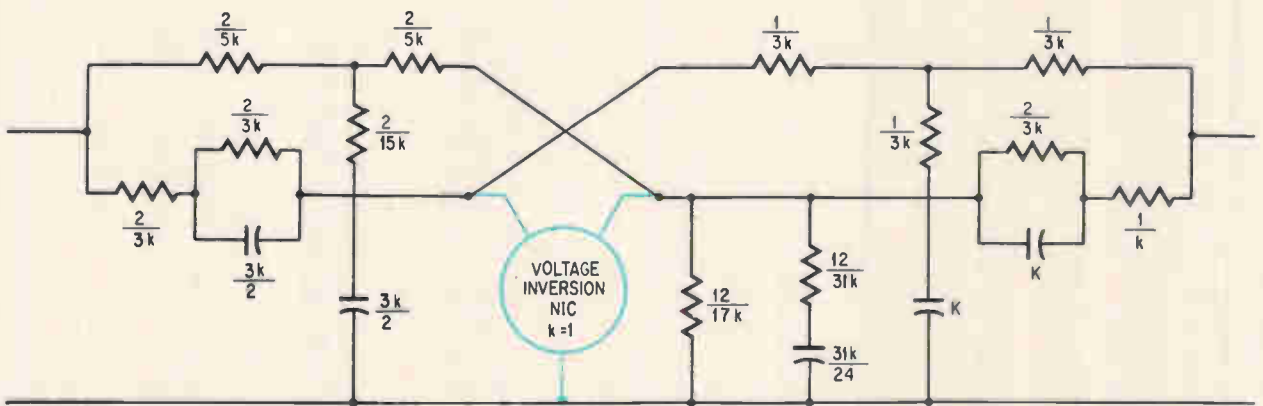 2/5k
2/5k
1/3k
1/3k
2/3k
2/15k
1/3k
2/3k
2/3k
3k/2
1/k
VOLTAGE
INVERSION
NIC
k=1
12/31k
K
3k/2
12/17k
K
31k/24